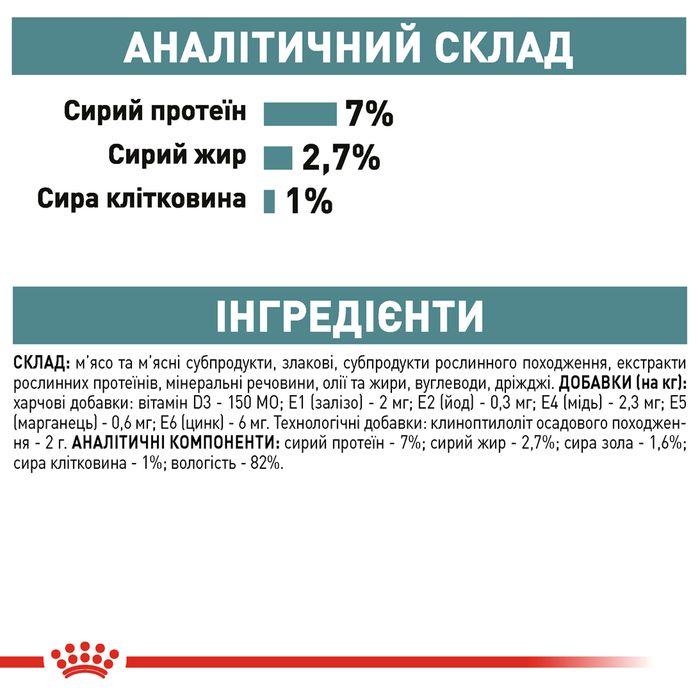 АНАЛІТИЧНИЙ СКЛАД
Сирий протеїн 7%
Сирий жир 2,7%
Сира клітковина 1%
ІНГРЕДІЄНТИ
СКЛАД: м'ясо та м'ясні субпродукти, злакові, субпродукти рослинного походження, екстракти
рослинних протеїнів, мінеральні речовини, олії та жири, вуглеводи, дріжджі. ДОБАВКИ (на кг):
харчові добавки: вітамін D3 - 150 МО; Е1 (залізо) - 2 мг; Е2 (йод) - 0,3 мг; Е4 (мідь) - 2,3 мг; Е5
(марганець) - 0,6 мг; Е6 (цинк) - 6 мг. Технологічні добавки: клиноптилоліт осадового походжен-
ня - 2 г. АНАЛІТИЧНІ КОМПОНЕНТИ: сирий протеїн - 7%; сирий жир - 2,7%; сира зола - 1,6%;
сира клітковина - 1%; вологість - 82%.